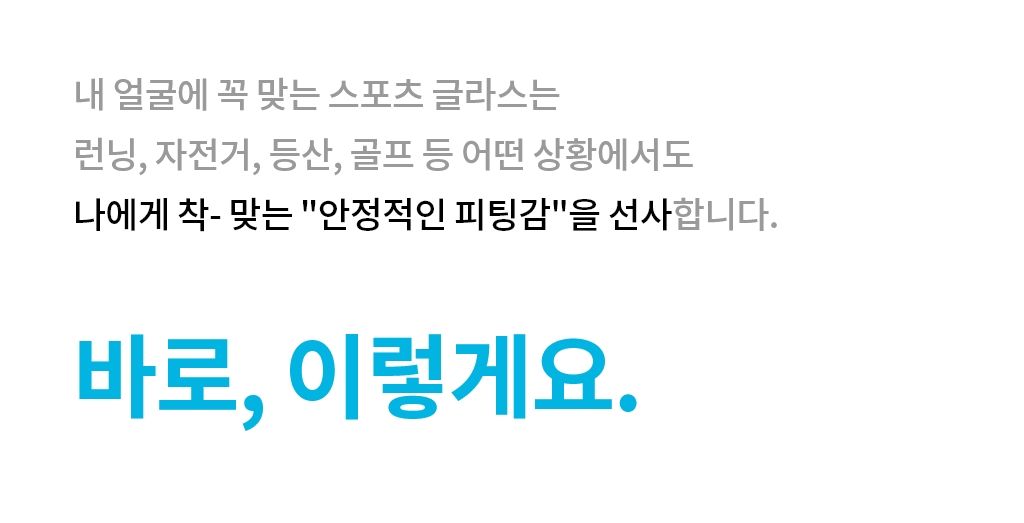 내 얼굴에 꼭 맞는 스포츠 글라스는
런닝, 자전거, 등산, 골프 등 어떤 상황에서도
나에게 착- 맞는 "안정적인 피팅감"을 선사합니다.
바로, 이렇게요.